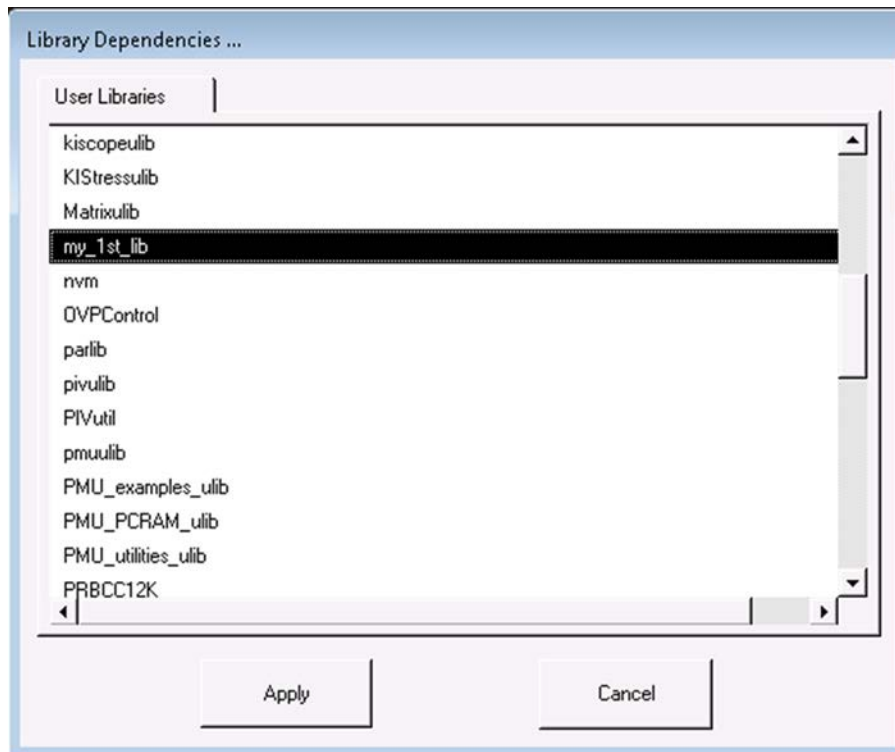 Library Dependencies ...
User Libraries
kiscopeulib
KIStressulib
Matrixulib
my_1st_lib
nvm
OVPControl
parlib
pivulib
PIVutil
pmuulib
PMU_examples_ulib
PMU_PCRAM_ulib
PMU_utilities_ulib
PRBCC12K
Apply
Cancel